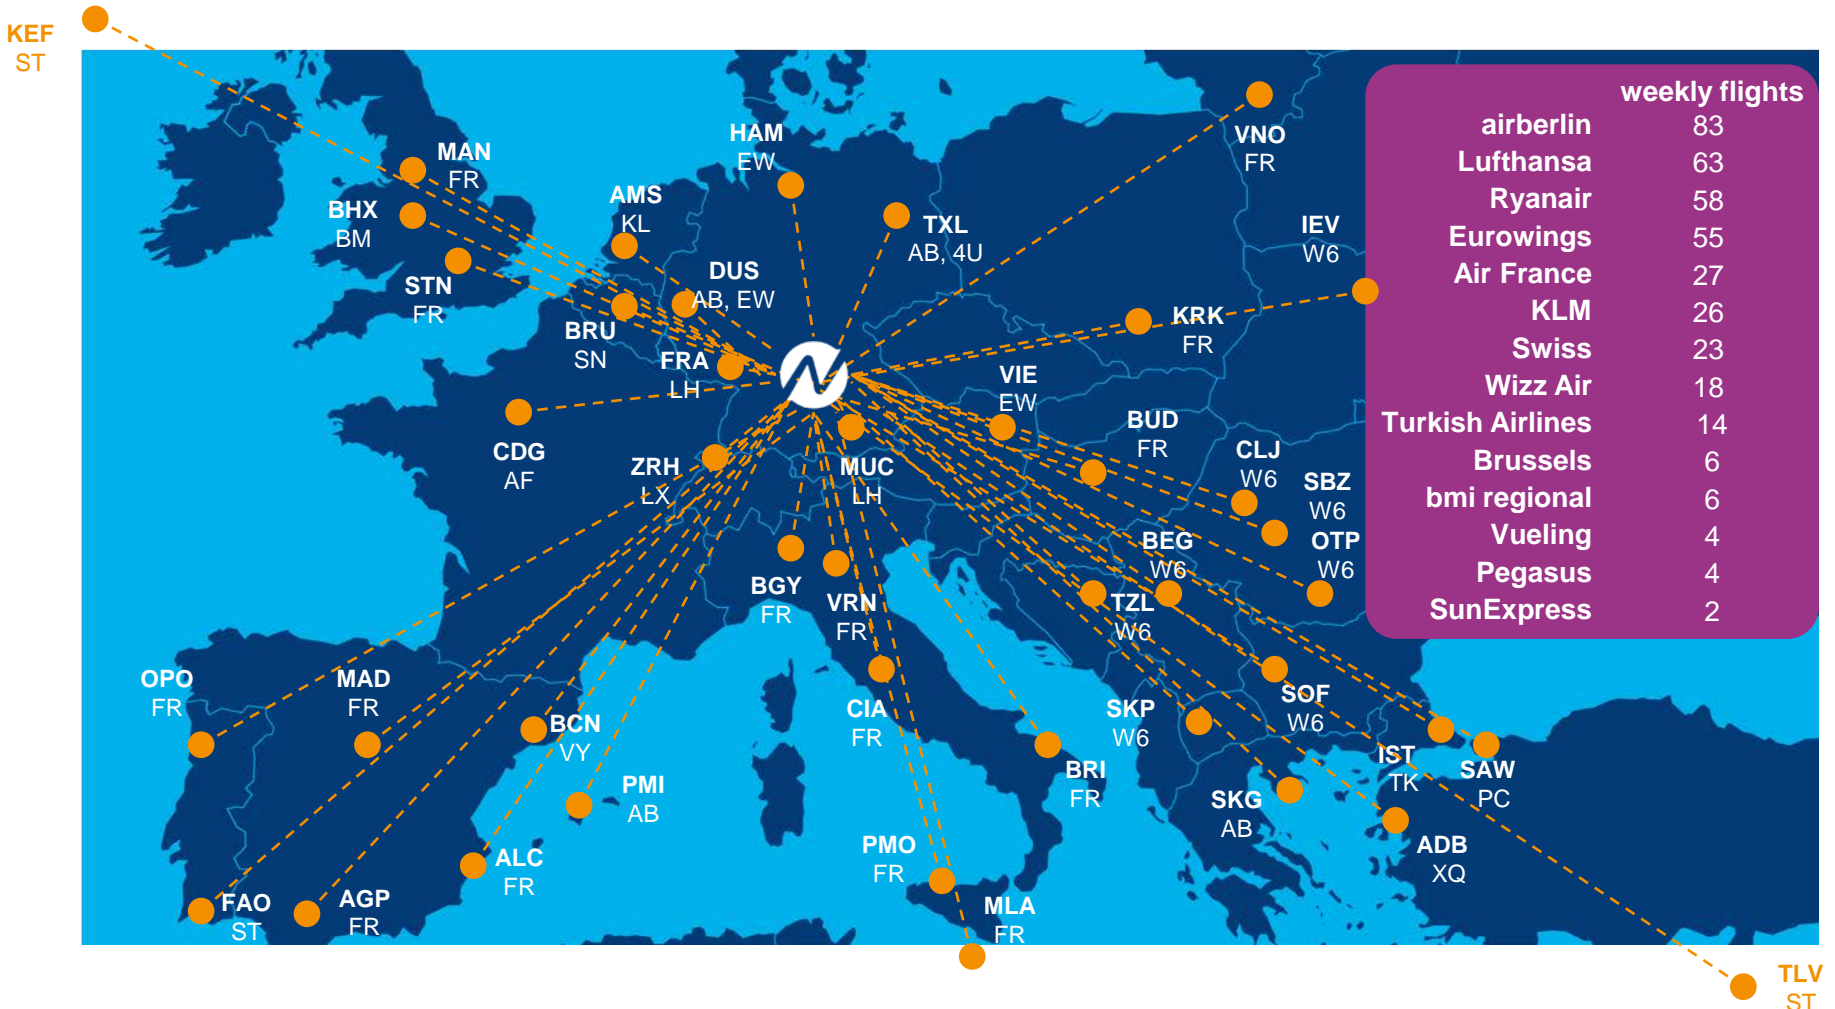 KEF
ST
MAN
FR
BHX
BM
STN
FR
HAM
EW
AMS
KL
DUS
AB, EW
BRU
SN
FRA
LH
TXL
AB, 4U
VNO
FR
IEV
W6
KRK
FR
VIE
EW
BUD
FR
CLJ
W6
SBZ
W6
OTP
W6
CDG
AF
ZRH
LX
MUC
LH
BGY
FR
VRN
FR
BEG
W6
TZL
W6
OPO
FR
MAD
FR
BCN
VY
PMI
AB
ALC
FR
FAO
ST
AGP
FR
CIA
FR
BRI
FR
PMO
FR
MLA
FR
SKP
W6
SOF
W6
SKG
AB
IST
TK
SAW
PC
ADB
XQ
TLV
ST
weekly flights
airberlin 83
Lufthansa 63
Ryanair 58
Eurowings 55
Air France 27
KLM 26
Swiss 23
Wizz Air 18
Turkish Airlines 14
Brussels 6
bmi regional 6
Vueling 4
Pegasus 4
SunExpress 2